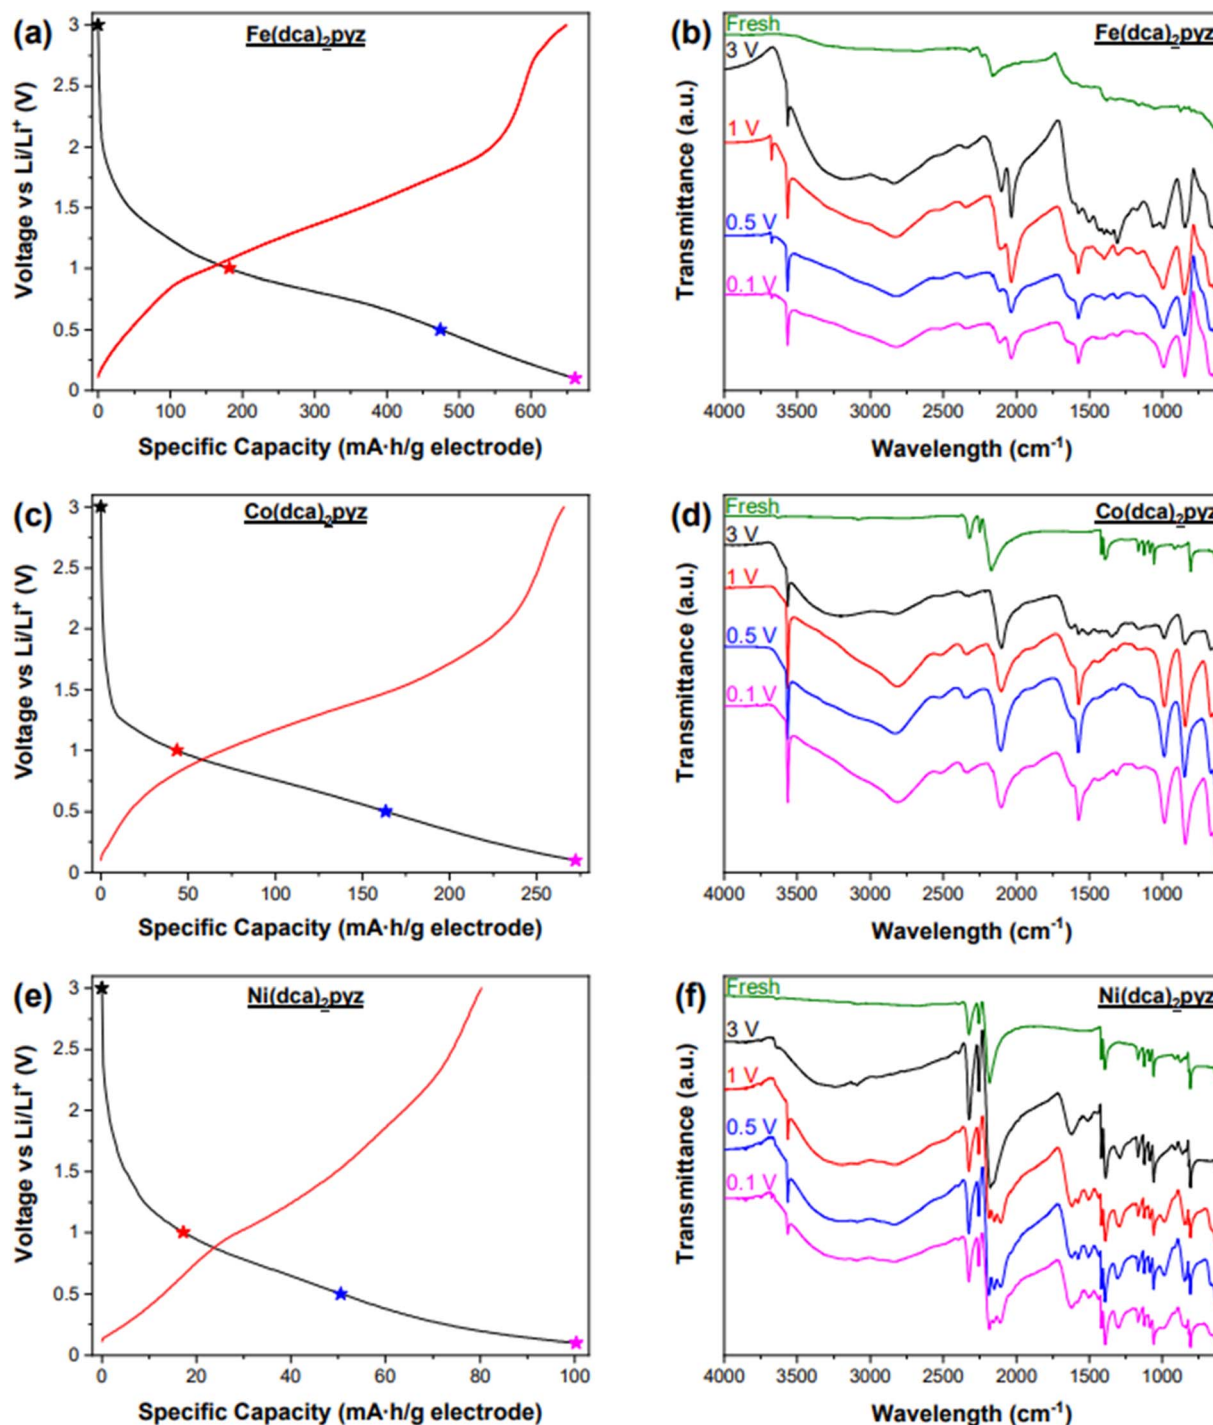 (a)
Fe(dca)₂pyz
Voltage vs Li/Li⁺ (V)
3
2.5
2
1.5
1
0.5
0
0 100 200 300 400 500 600
Specific Capacity (mA·h/g electrode)
(b)
Fe(dca)₂pyz
Fresh
3 V
1 V
0.5 V
0.1 V
Transmittance (a.u.)
4000 3500 3000 2500 2000 1500 1000
Wavelength (cm⁻¹)
(c)
Co(dca)₂pyz
Voltage vs Li/Li⁺ (V)
3
2.5
2
1.5
1
0.5
0
0 50 100 150 200 250
Specific Capacity (mA·h/g electrode)
(d)
Co(dca)₂pyz
Fresh
3 V
1 V
0.5 V
0.1 V
Transmittance (a.u.)
4000 3500 3000 2500 2000 1500 1000
Wavelength (cm⁻¹)
(e)
Ni(dca)₂pyz
Voltage vs Li/Li⁺ (V)
3
2.5
2
1.5
1
0.5
0
0 20 40 60 80 100
Specific Capacity (mA·h/g electrode)
(f)
Ni(dca)₂pyz
Fresh
3 V
1 V
0.5 V
0.1 V
Transmittance (a.u.)
4000 3500 3000 2500 2000 1500 1000
Wavelength (cm⁻¹)